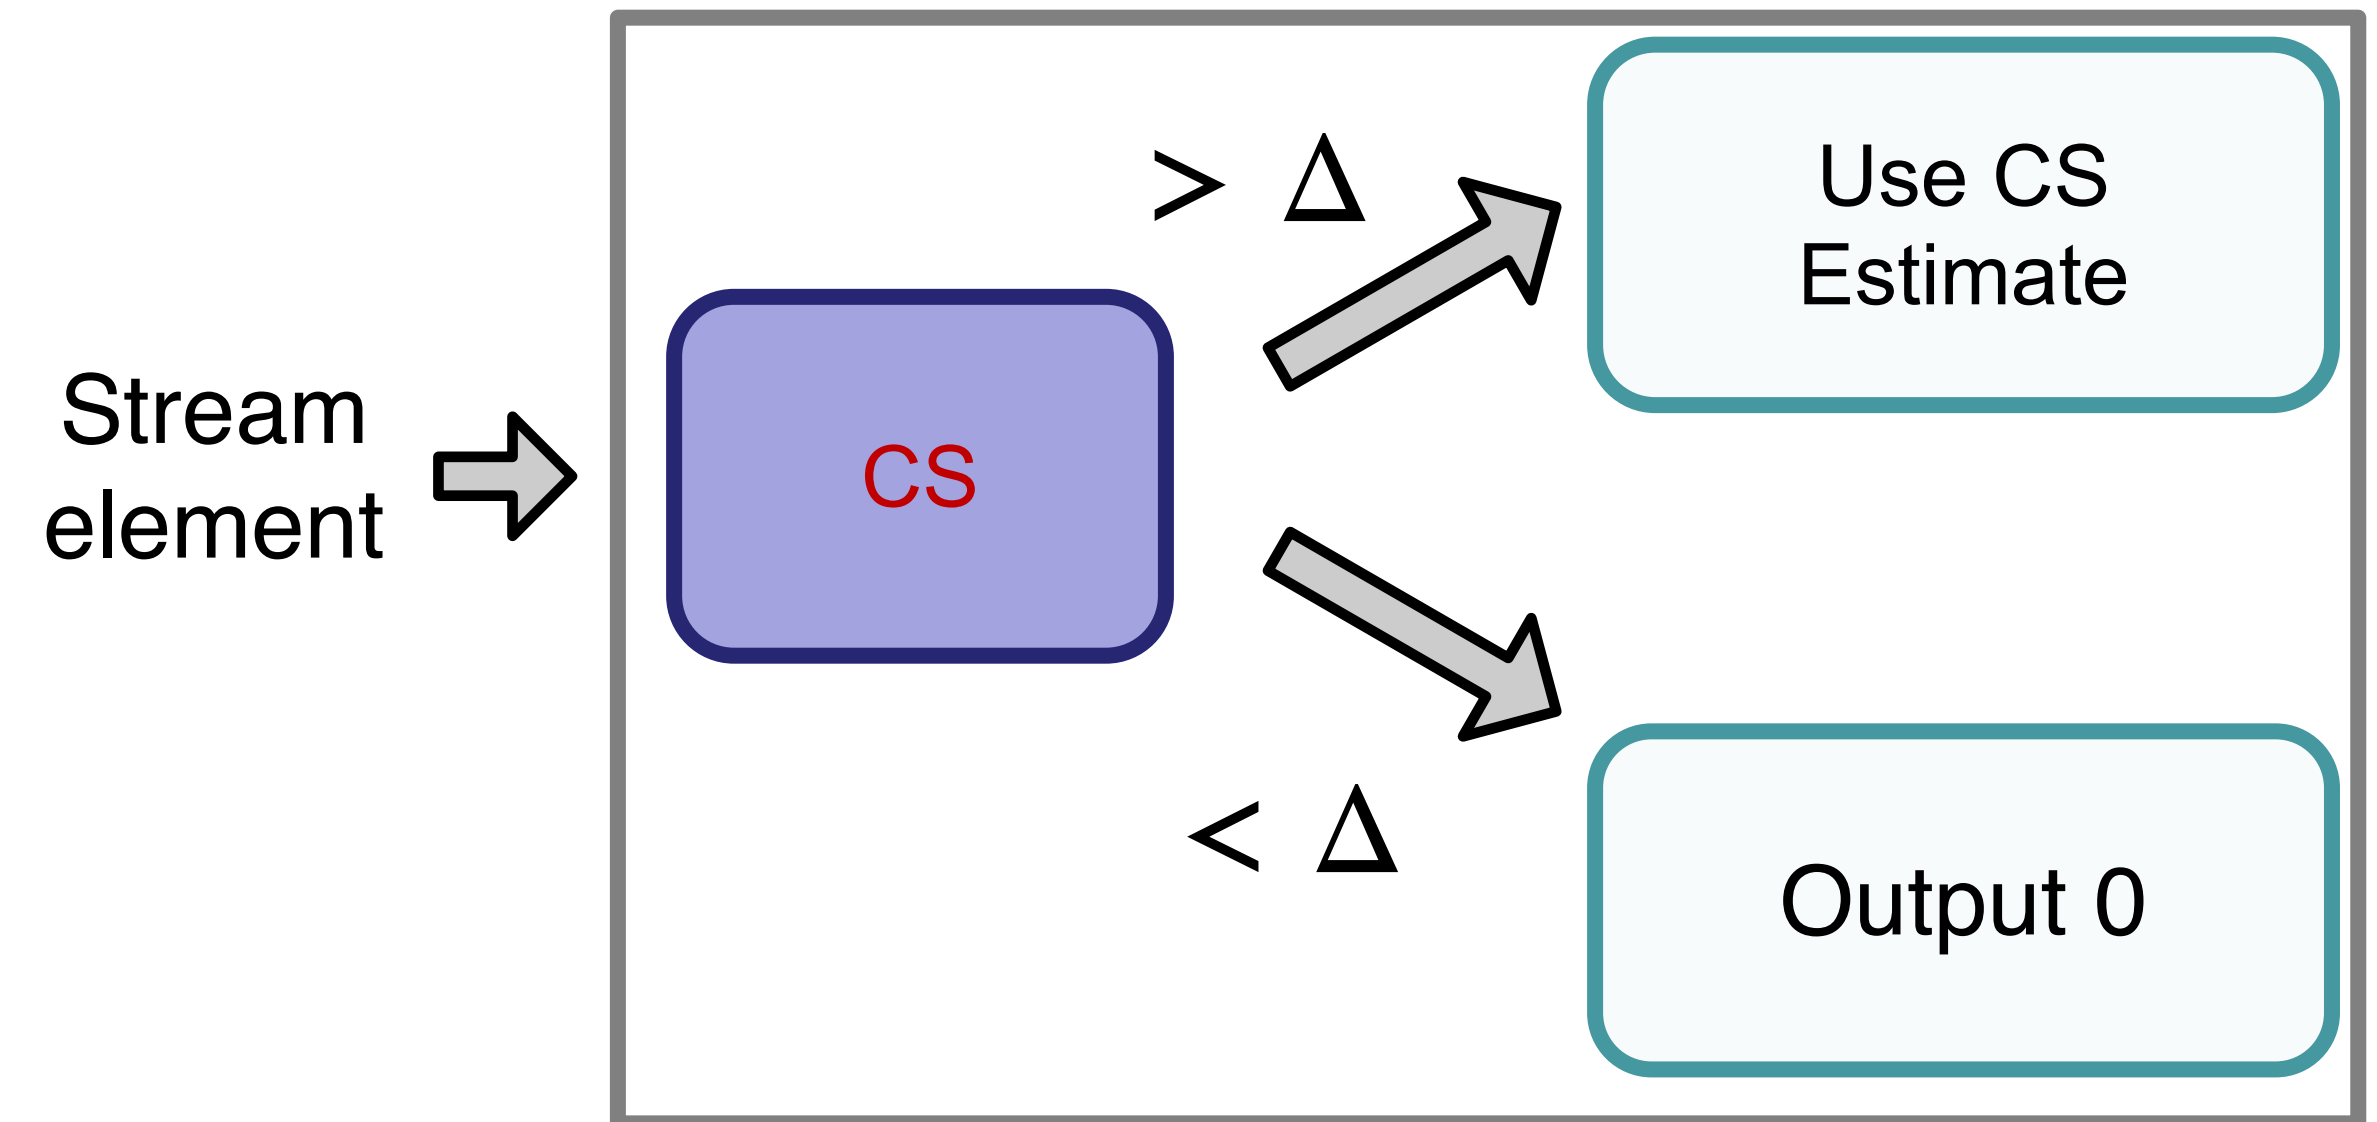 Stream
element
CS
> Δ
< Δ
Use CS
Estimate
Output 0